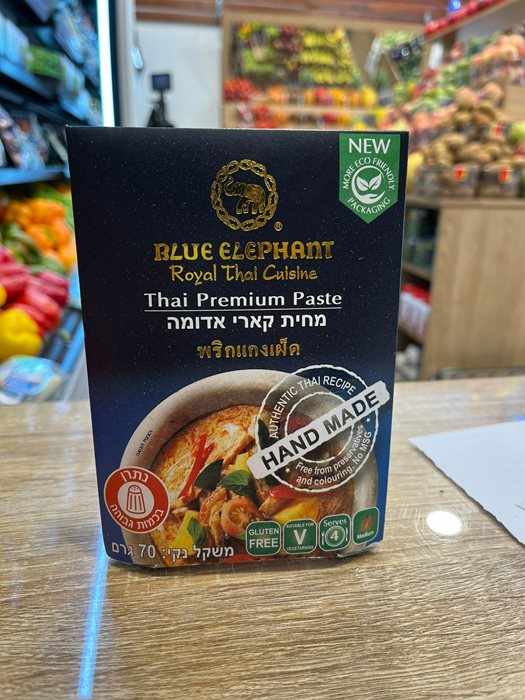 NEW
MORE ECO FRIENDLY
PACKAGING
BLUE ELEPHANT
®
Royal Thai Cuisine
Thai Premium Paste
מחית קארי אדומה
พริกแกงเผ็ด
AUTHENTIC THAI RECIPE
HAND MADE
Free from preservatives
and colouring, No MSG
נתרן
בכמות גבוהה
GLUTEN
FREE
SUITABLE FOR
V
VEGETARIANS
Serves
4
Medium
משקל נקי: 70 גרם